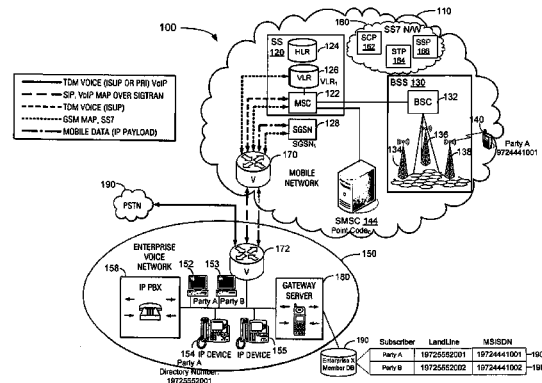 100
110
160
SS7 N/W
SCP
162
STP
164
SSP
166
SS
120
HLR
124
VLR
126
VLR₁
122
MSC
SGSN
128
SGSN₁
BSS 130
BSC
132
134
136
138
140
Party A
9724441001
TDM VOICE (ISUP OR PRI) VoIP
SIP, VoIP MAP OVER SIGTRAN
TDM VOICE (ISUP)
GSM MAP, SS7
MOBILE DATA (IP PAYLOAD)
V
170
MOBILE
NETWORK
SMSC 144
190
PSTN
172
V
150
ENTERPRISE
VOICE
NETWORK
158
IP PBX
152
153
Party A
Party B
180
GATEWAY
SERVER
154
IP DEVICE
IP DEVICE
155
Party A
Directory Number:
19725552001
190
Enterprise X
Member DB
Subscriber LandLine MSISDN
Party A 19725552001 19724441001
Party B 19725552002 19724441002